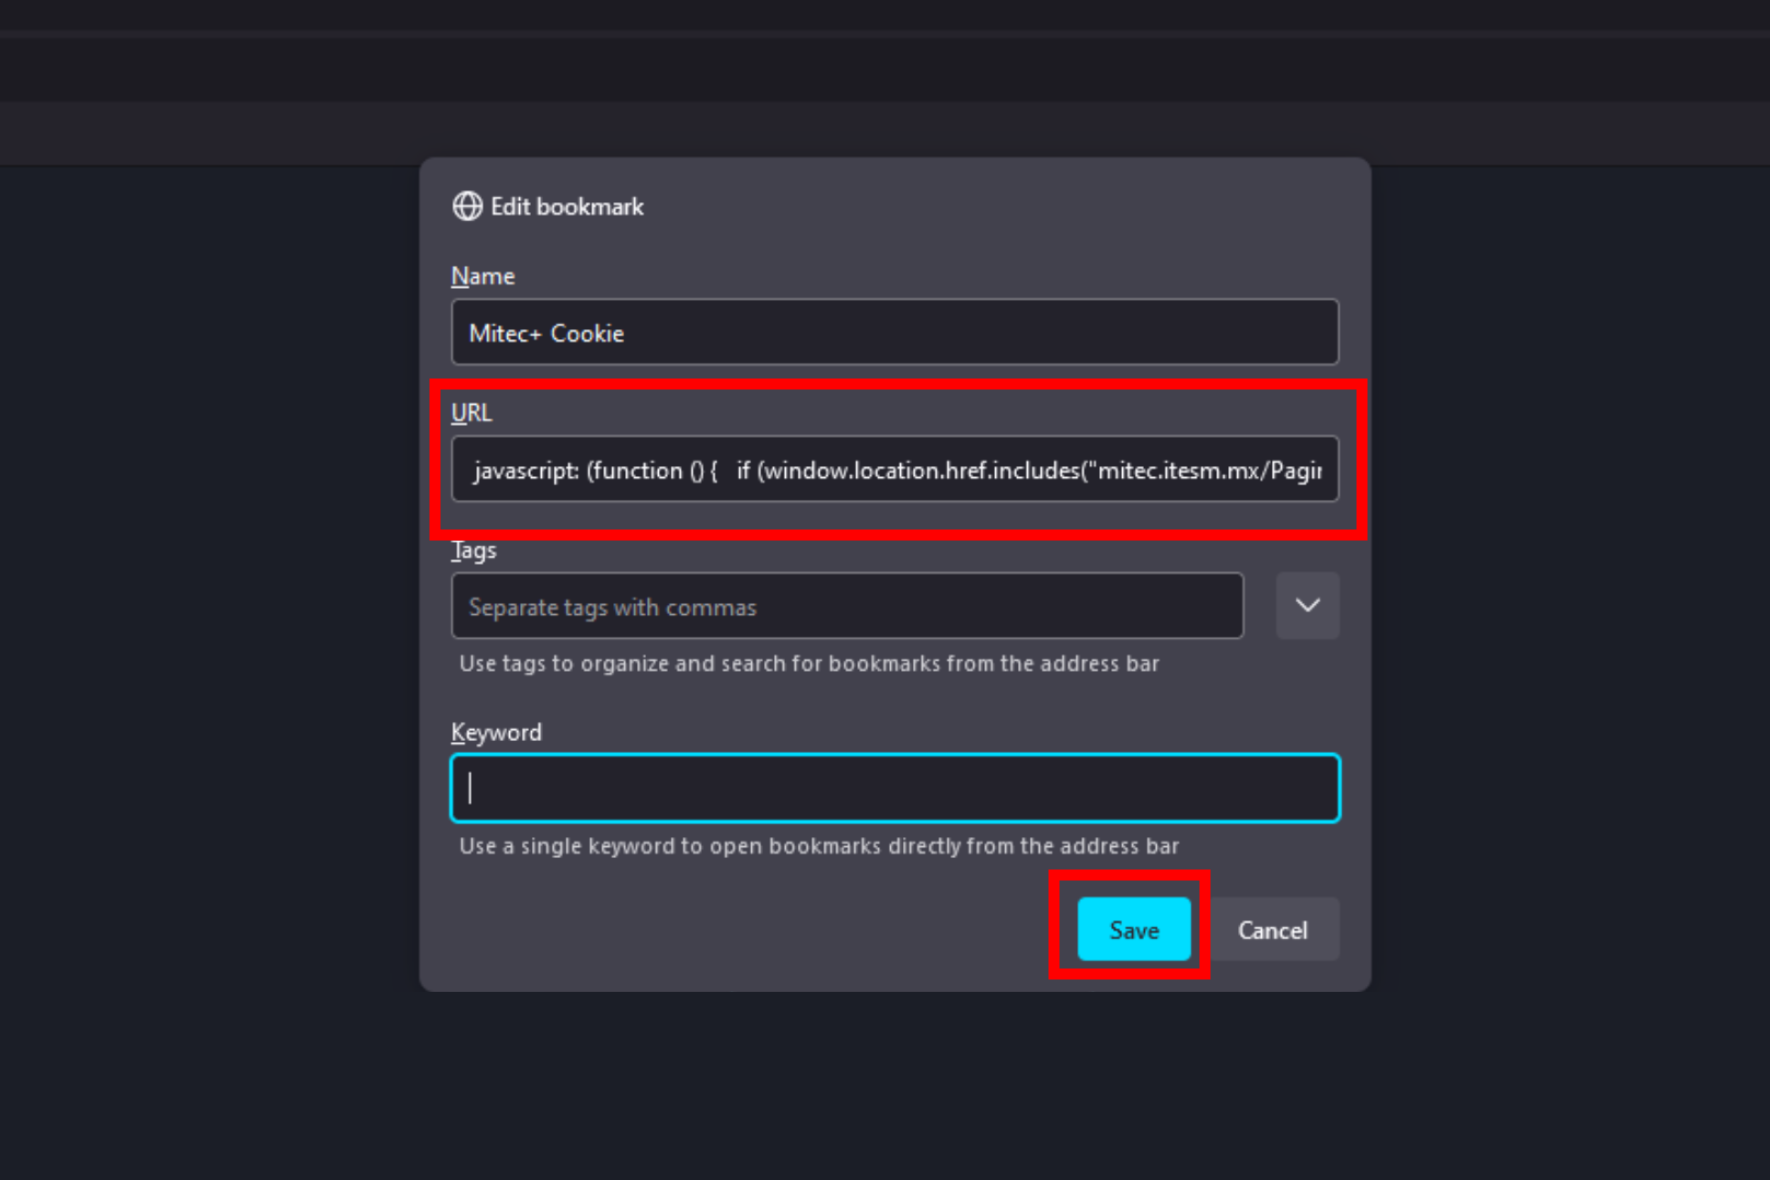 Edit bookmark
Name
Mitec+ Cookie
URL
javascript: (function () {   if (window.location.href.includes("mitec.itesm.mx/Pagin
Tags
Separate tags with commas
Use tags to organize and search for bookmarks from the address bar
Keyword
Use a single keyword to open bookmarks directly from the address bar
Save
Cancel